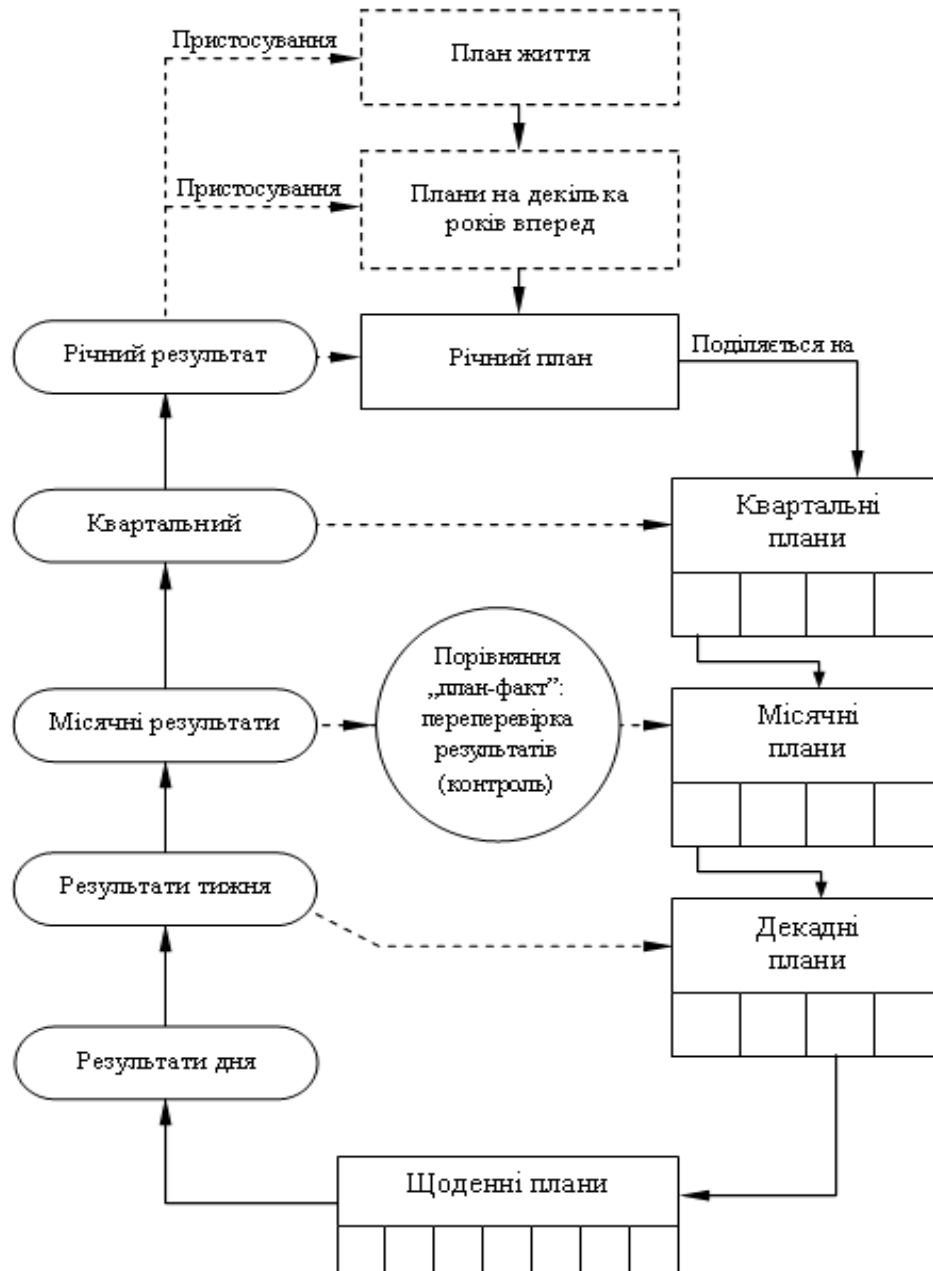 Пристосування
План життя
Пристосування
Плани на декілька
років вперед
Річний результат
Річний план
Поділяється на
Квартальний
Квартальні
плани
Порівняння
„план-факт”:
переперевірка
результатів
(контроль)
Місячні результати
Місячні
плани
Результати тижня
Декадні
плани
Результати дня
Щоденні плани